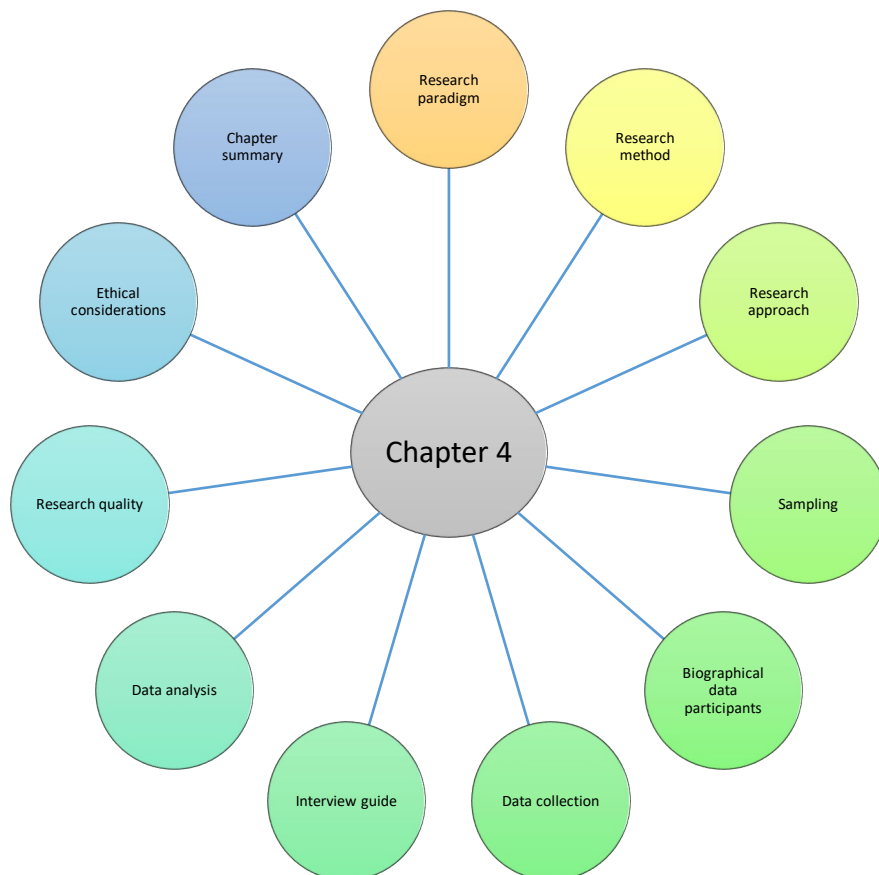 Research
paradigm
Research
method
Research
approach
Sampling
Biographical
data
participants
Data collection
Interview guide
Data analysis
Research quality
Ethical
considerations
Chapter
summary
Chapter 4